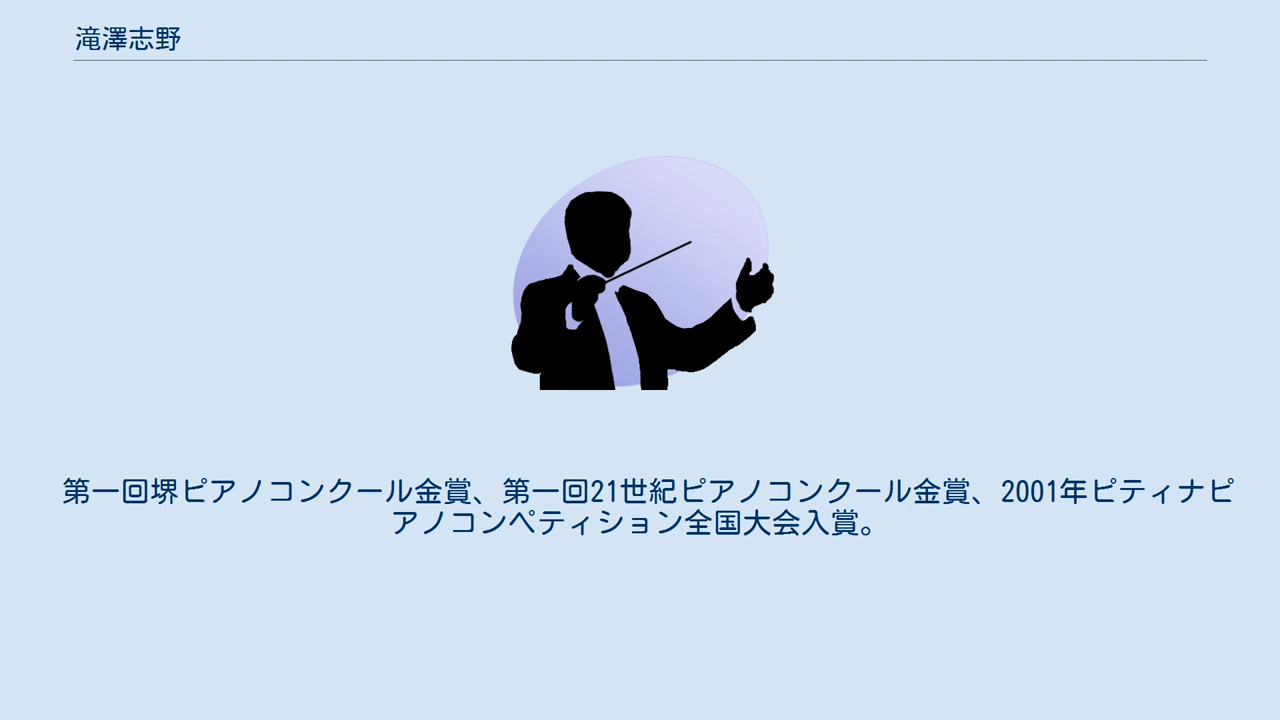 滝澤志野
第一回堺ピアノコンクール金賞、第一回21世紀ピアノコンクール金賞、2001年ピティナピ
アノコンペティション全国大会入賞。